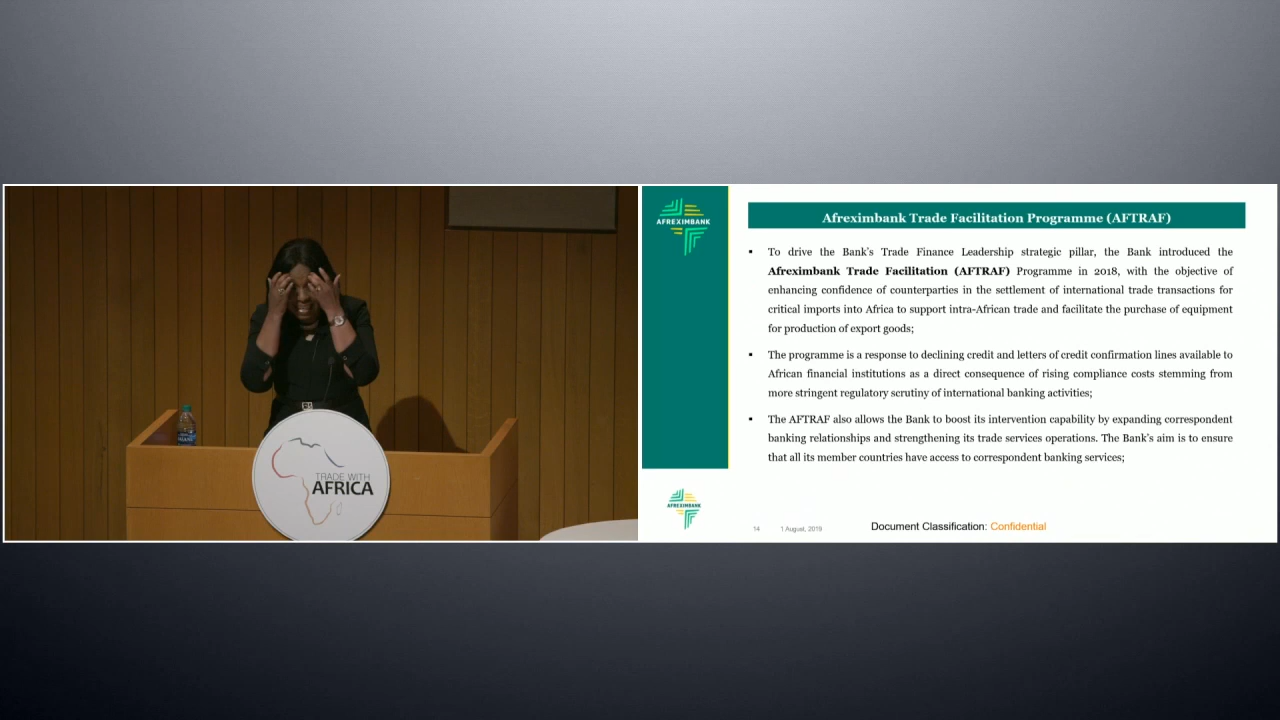 TRADE WITH
AFRICA
AFREXIMBANK
Afreximbank Trade Facilitation Programme (AFTRAF)
▪ To drive the Bank's Trade Finance Leadership strategic pillar, the Bank introduced the
Afreximbank Trade Facilitation (AFTRAF) Programme in 2018, with the objective of
enhancing confidence of counterparties in the settlement of international trade transactions for
critical imports into Africa to support intra-African trade and facilitate the purchase of equipment
for production of export goods;
▪ The programme is a response to declining credit and letters of credit confirmation lines available to
African financial institutions as a direct consequence of rising compliance costs stemming from
more stringent regulatory scrutiny of international banking activities;
▪ The AFTRAF also allows the Bank to boost its intervention capability by expanding correspondent
banking relationships and strengthening its trade services operations. The Bank's aim is to ensure
that all its member countries have access to correspondent banking services;
AFREXIMBANK
14 1 August, 2019 Document Classification: Confidential